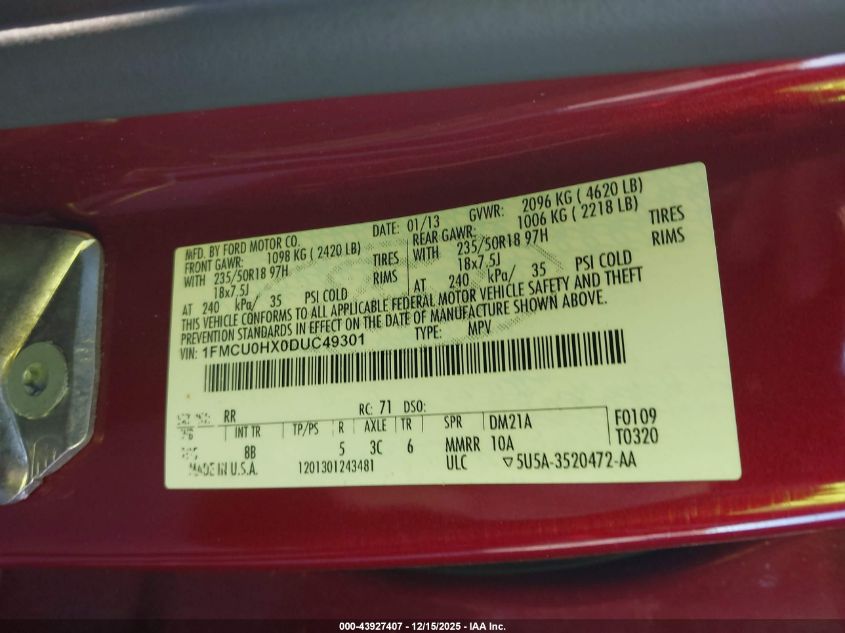 MFD. BY FORD MOTOR CO. DATE: 01/13 GVWR: 2096 KG ( 4620 LB)
FRONT GAWR: 1098 KG ( 2420 LB) REAR GAWR: 1006 KG ( 2218 LB)
WITH 235/50R18 97H TIRES WITH 235/50R18 97H TIRES
18x7.5J RIMS 18x7.5J RIMS
AT 240 kPa/ 35 PSI COLD AT 240 kPa/ 35 PSI COLD
THIS VEHICLE CONFORMS TO ALL APPLICABLE FEDERAL MOTOR VEHICLE SAFETY AND THEFT
PREVENTION STANDARDS IN EFFECT ON THE DATE OF MANUFACTURE SHOWN ABOVE.
VIN: 1FMCU0HX0DUC49301 TYPE: MPV
RR RC: 71 DSO:
INT TR TP/PS R AXLE TR SPR DM21A F0109
8B 5 3C 6 MMRR 10A T0320
MADE IN U.S.A. 1201301243481 ULC ▽5U5A-3520472-AA
000-43927407 - 12/15/2025 - IAA Inc.